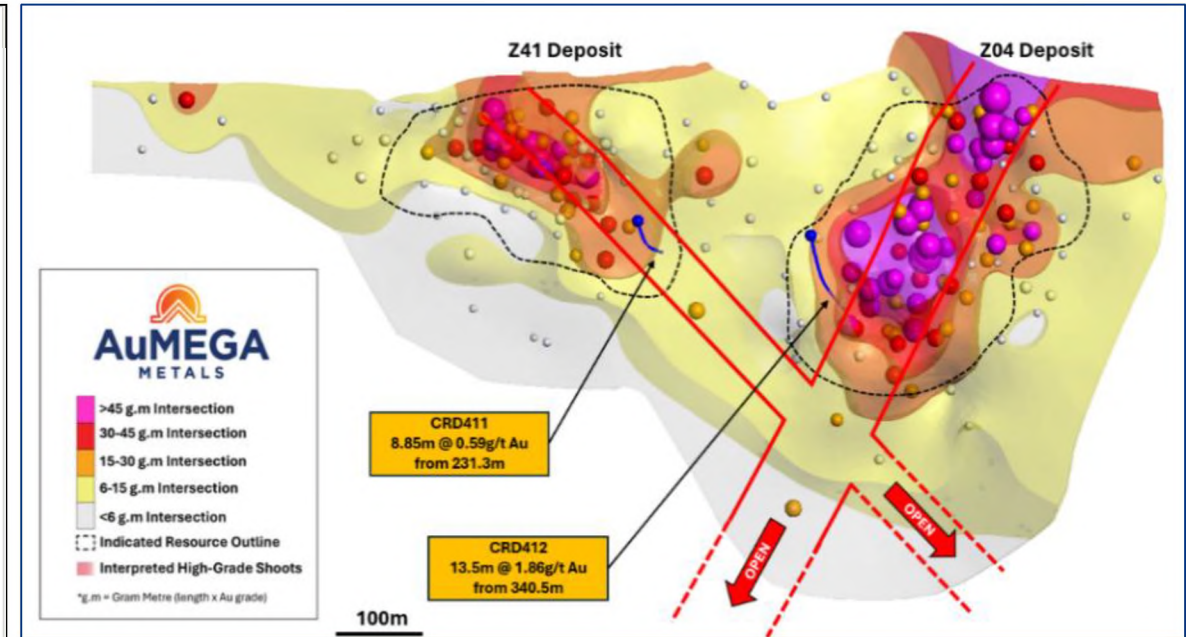 Z41 Deposit
Z04 Deposit
AuMEGA
METALS
>45 g.m Intersection
30-45 g.m Intersection
15-30 g.m Intersection
6-15 g.m Intersection
<6 g.m Intersection
Indicated Resource Outline
Interpreted High-Grade Shoots
*g.m = Gram Metre (length x Au grade)
CRD411
8.85m @ 0.59g/t Au
from 231.3m
CRD412
13.5m @ 1.86g/t Au
from 340.5m
OPEN
OPEN
100m